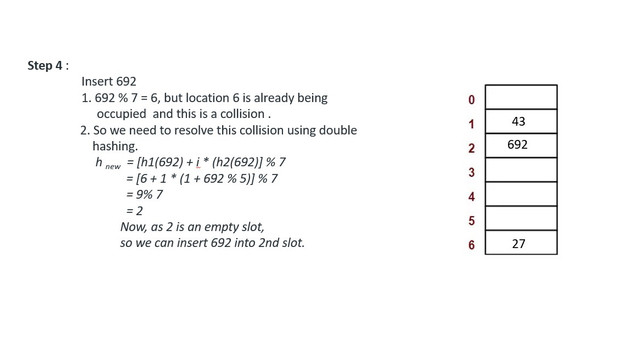 Step 4 :
Insert 692
1. 692 % 7 = 6, but location 6 is already being
occupied and this is a collision .
2. So we need to resolve this collision using double
hashing.
h new = [h1(692) + i * (h2(692)] % 7
= [6 + 1 * (1 + 692 % 5)] % 7
= 9% 7
= 2
Now, as 2 is an empty slot,
so we can insert 692 into 2nd slot.
0
1 43
2 692
3
4
5
6 27